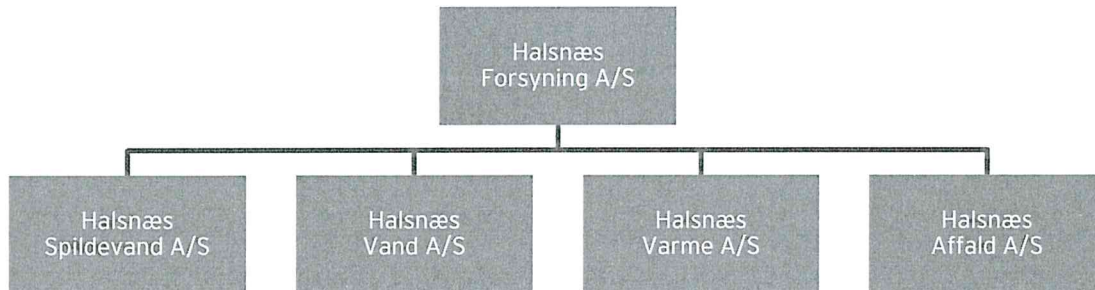 Halsnæs
Forsyning A/S
Halsnæs
Spildevand A/S
Halsnæs
Vand A/S
Halsnæs
Varme A/S
Halsnæs
Affald A/S